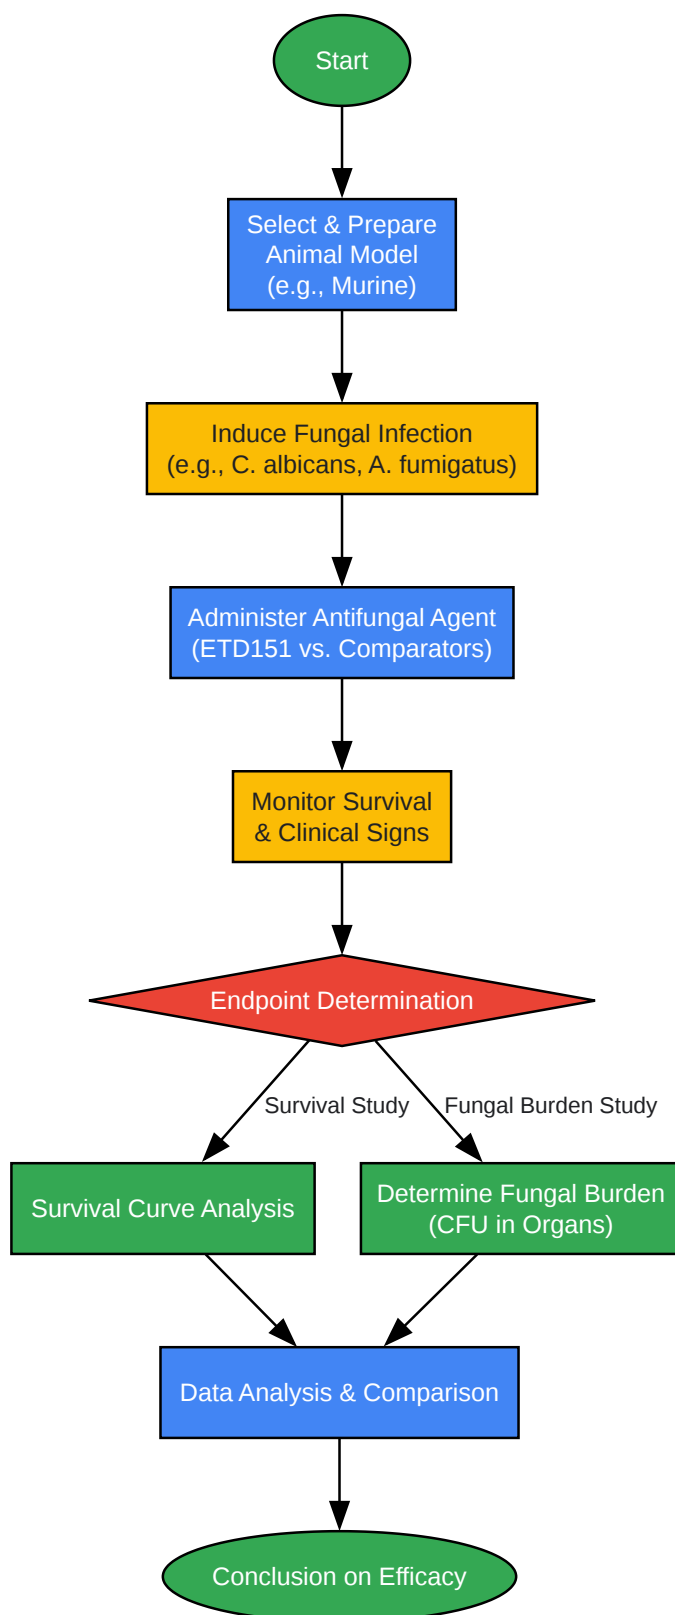 Start
Select & Prepare
Animal Model
(e.g., Murine)
Induce Fungal Infection
(e.g., C. albicans, A. fumigatus)
Administer Antifungal Agent
(ETD151 vs. Comparators)
Monitor Survival
& Clinical Signs
Endpoint Determination
Survival Study
Fungal Burden Study
Survival Curve Analysis
Determine Fungal Burden
(CFU in Organs)
Data Analysis & Comparison
Conclusion on Efficacy